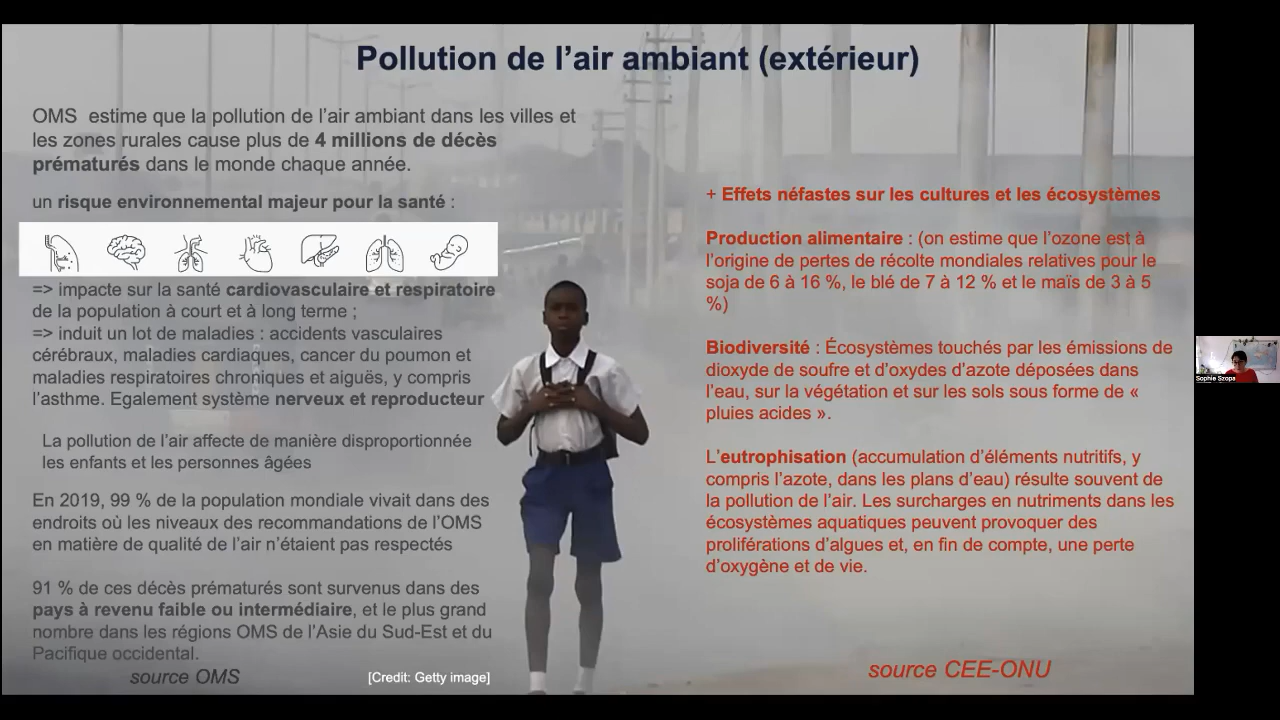 Pollution de l’air ambiant (extérieur)
OMS estime que la pollution de l’air ambiant dans les villes et
les zones rurales cause plus de 4 millions de décès
prématurés dans le monde chaque année.
un risque environnemental majeur pour la santé :
=> impacte sur la santé cardiovasculaire et respiratoire
de la population à court et à long terme ;
=> induit un lot de maladies : accidents vasculaires
cérébraux, maladies cardiaques, cancer du poumon et
maladies respiratoires chroniques et aiguës, y compris
l’asthme. Egalement système nerveux et reproducteur
La pollution de l’air affecte de manière disproportionnée
les enfants et les personnes âgées
En 2019, 99 % de la population mondiale vivait dans des
endroits où les niveaux des recommandations de l’OMS
en matière de qualité de l’air n’étaient pas respectés
91 % de ces décès prématurés sont survenus dans des
pays à revenu faible ou intermédiaire, et le plus grand
nombre dans les régions OMS de l’Asie du Sud-Est et du
Pacifique occidental.
source OMS
[Credit: Getty image]
+ Effets néfastes sur les cultures et les écosystèmes
Production alimentaire : (on estime que l’ozone est à
l’origine de pertes de récolte mondiales relatives pour le
soja de 6 à 16 %, le blé de 7 à 12 % et le maïs de 3 à 5
%)
Biodiversité : Écosystèmes touchés par les émissions de
dioxyde de soufre et d’oxydes d’azote déposées dans
l’eau, sur la végétation et sur les sols sous forme de «
pluies acides ».
L’eutrophisation (accumulation d’éléments nutritifs, y
compris l’azote, dans les plans d’eau) résulte souvent de
la pollution de l’air. Les surcharges en nutriments dans les
écosystèmes aquatiques peuvent provoquer des
proliférations d’algues et, en fin de compte, une perte
d’oxygène et de vie.
source CEE-ONU
Sophie Szopa